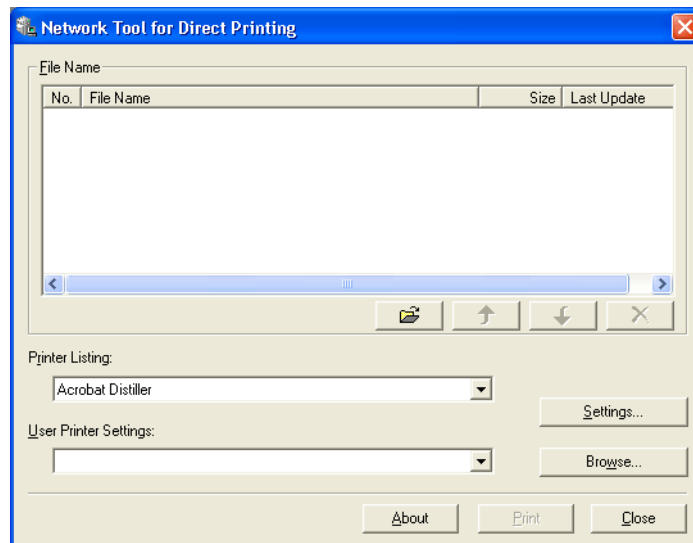 Network Tool for Direct Printing
File Name
No. File Name Size Last Update
Printer Listing:
Acrobat Distiller
Settings...
User Printer Settings:
Browse...
About Print Close